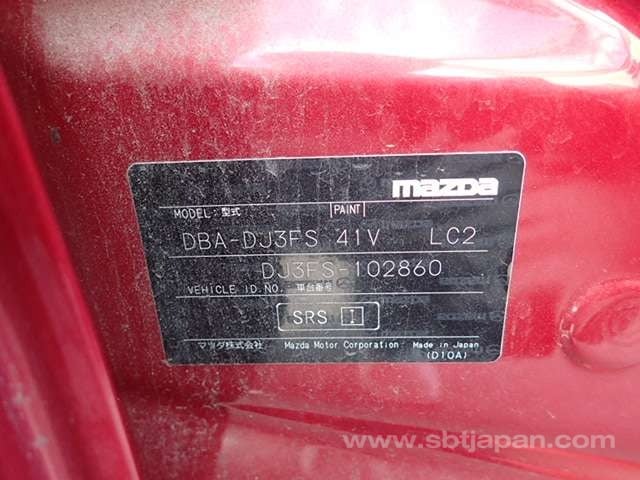 mazda
MODEL:型式 PAINT
DBA-DJ3FS 41V LC2
DJ3FS-102860
VEHICLE ID.NO. 車台番号
SRS I
マツダ株式会社 Mazda Motor Corporation Made in Japan
(D10A)
www.sbtjapan.com